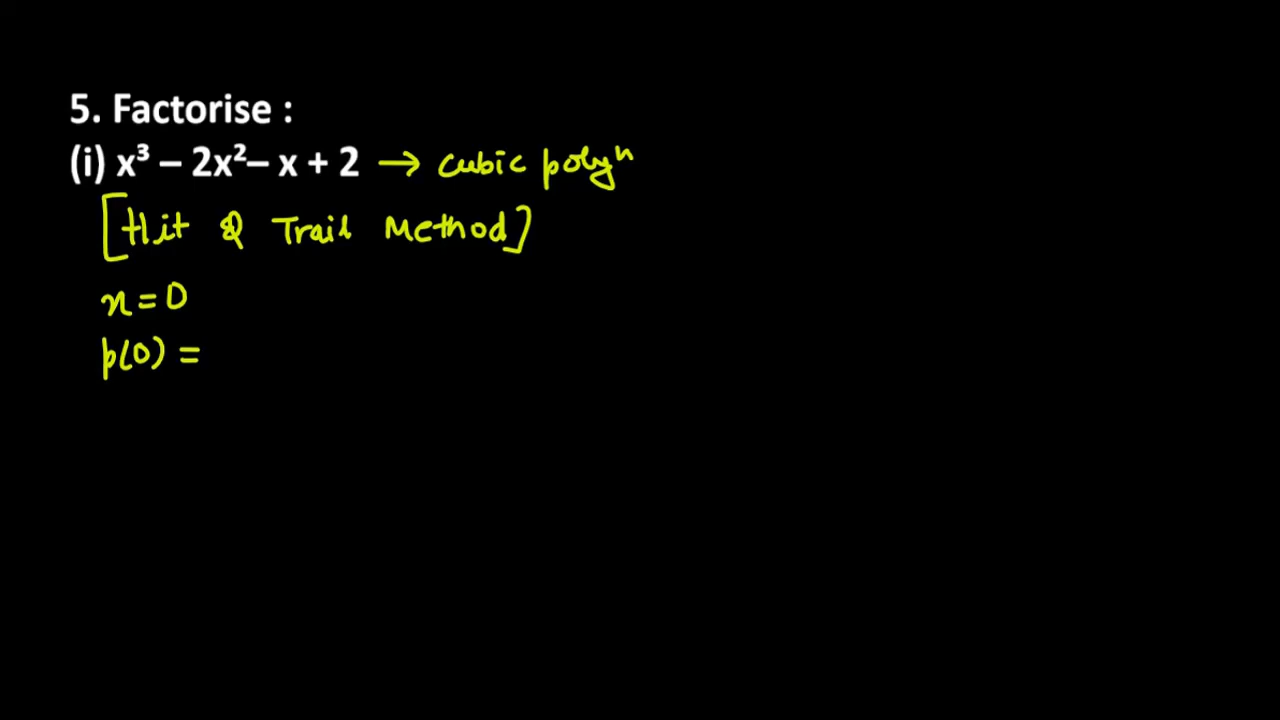 5. Factorise :
(i) x³ – 2x²– x + 2 → cubic polyⁿ
[Hit & Trail Method]
x = 0
p(0) =